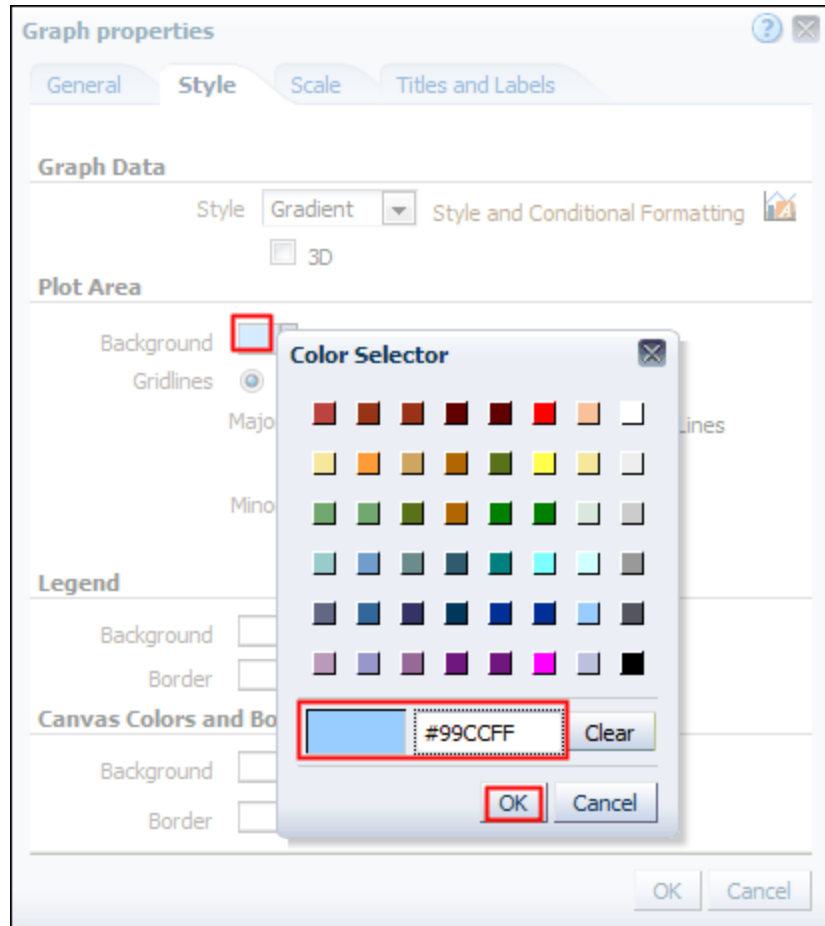 Graph properties
?
General Style Scale Titles and Labels
Graph Data
Style Gradient Style and Conditional Formatting
3D
Plot Area
Background
Color Selector
Gridlines
Majo Lines
Mino
Legend
Background
Border
#99CCFF Clear
Canvas Colors and Bo
Background
OK Cancel
Border
OK Cancel